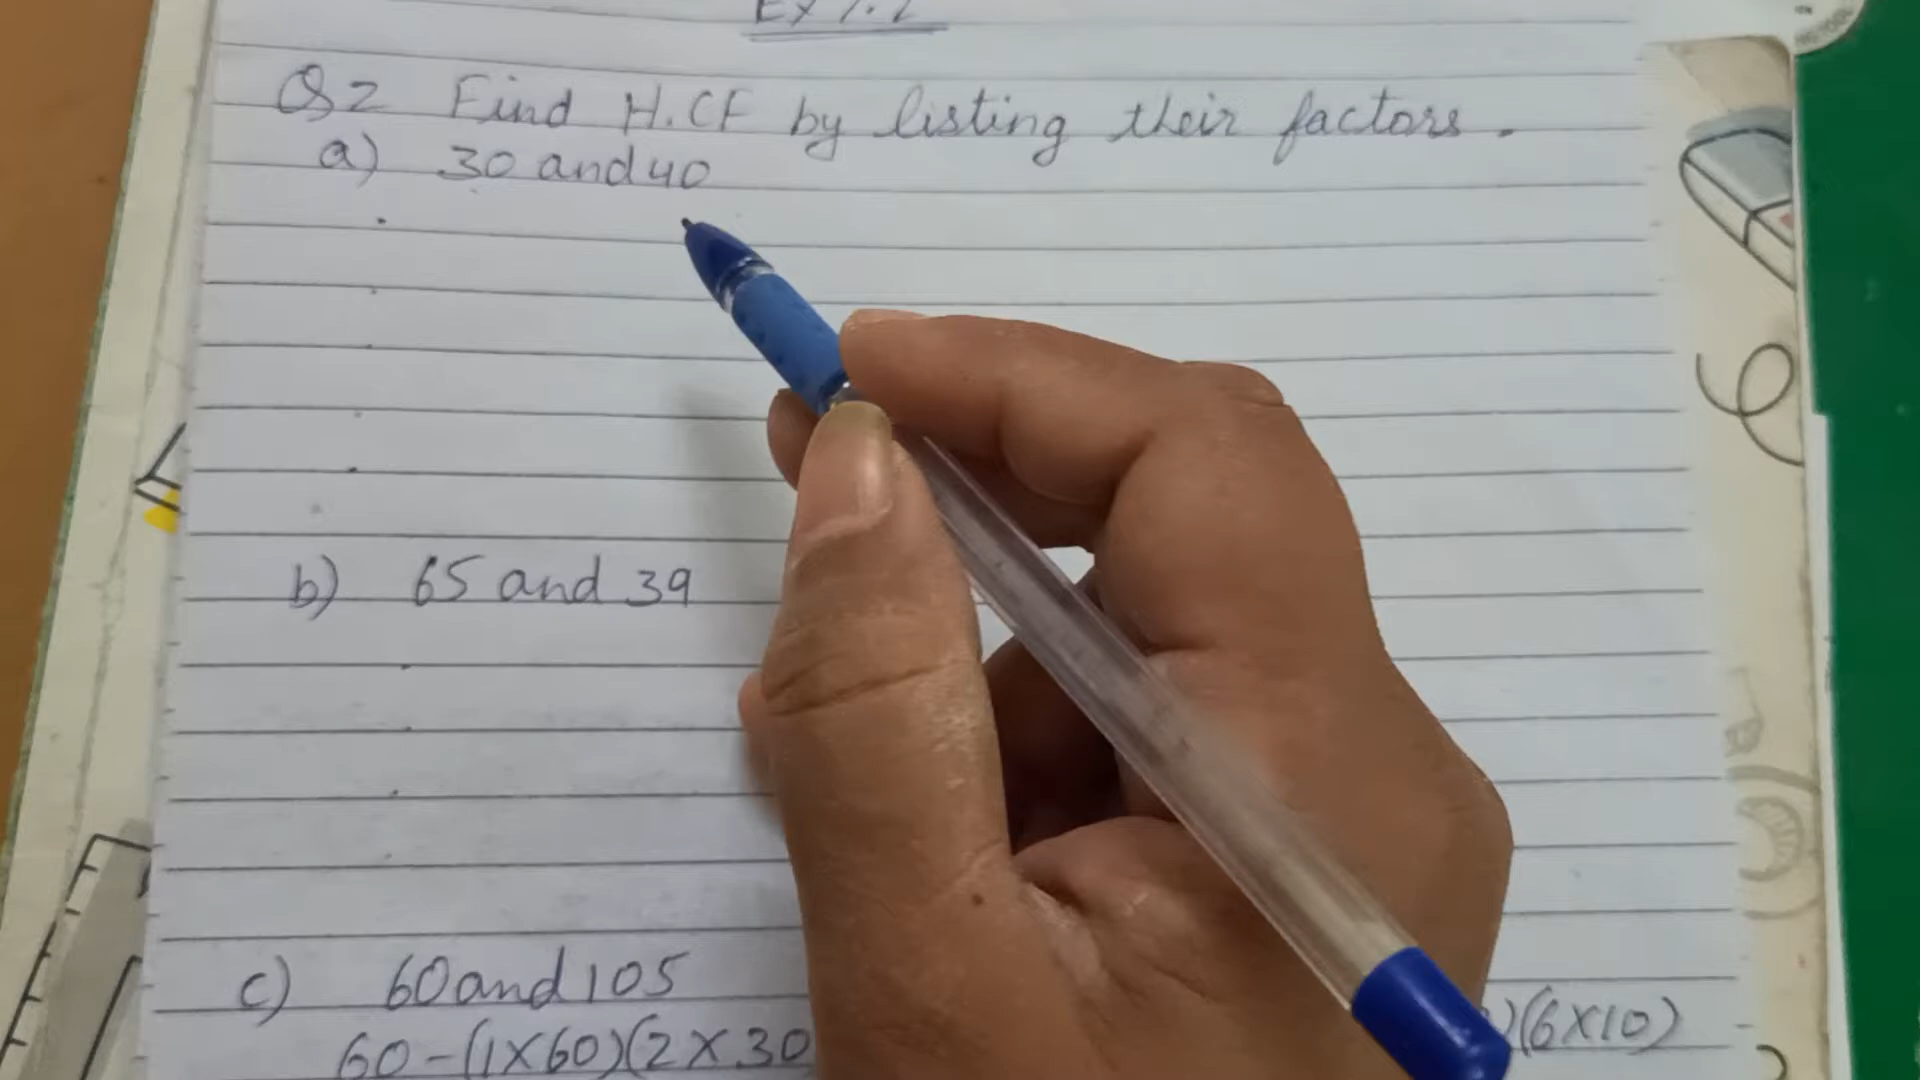 Q2 Find H.CF by listing their factors.
a) 30 and 40
b) 65 and 39
c) 60 and 105
60-(1×60)(2×30 )(6×10)